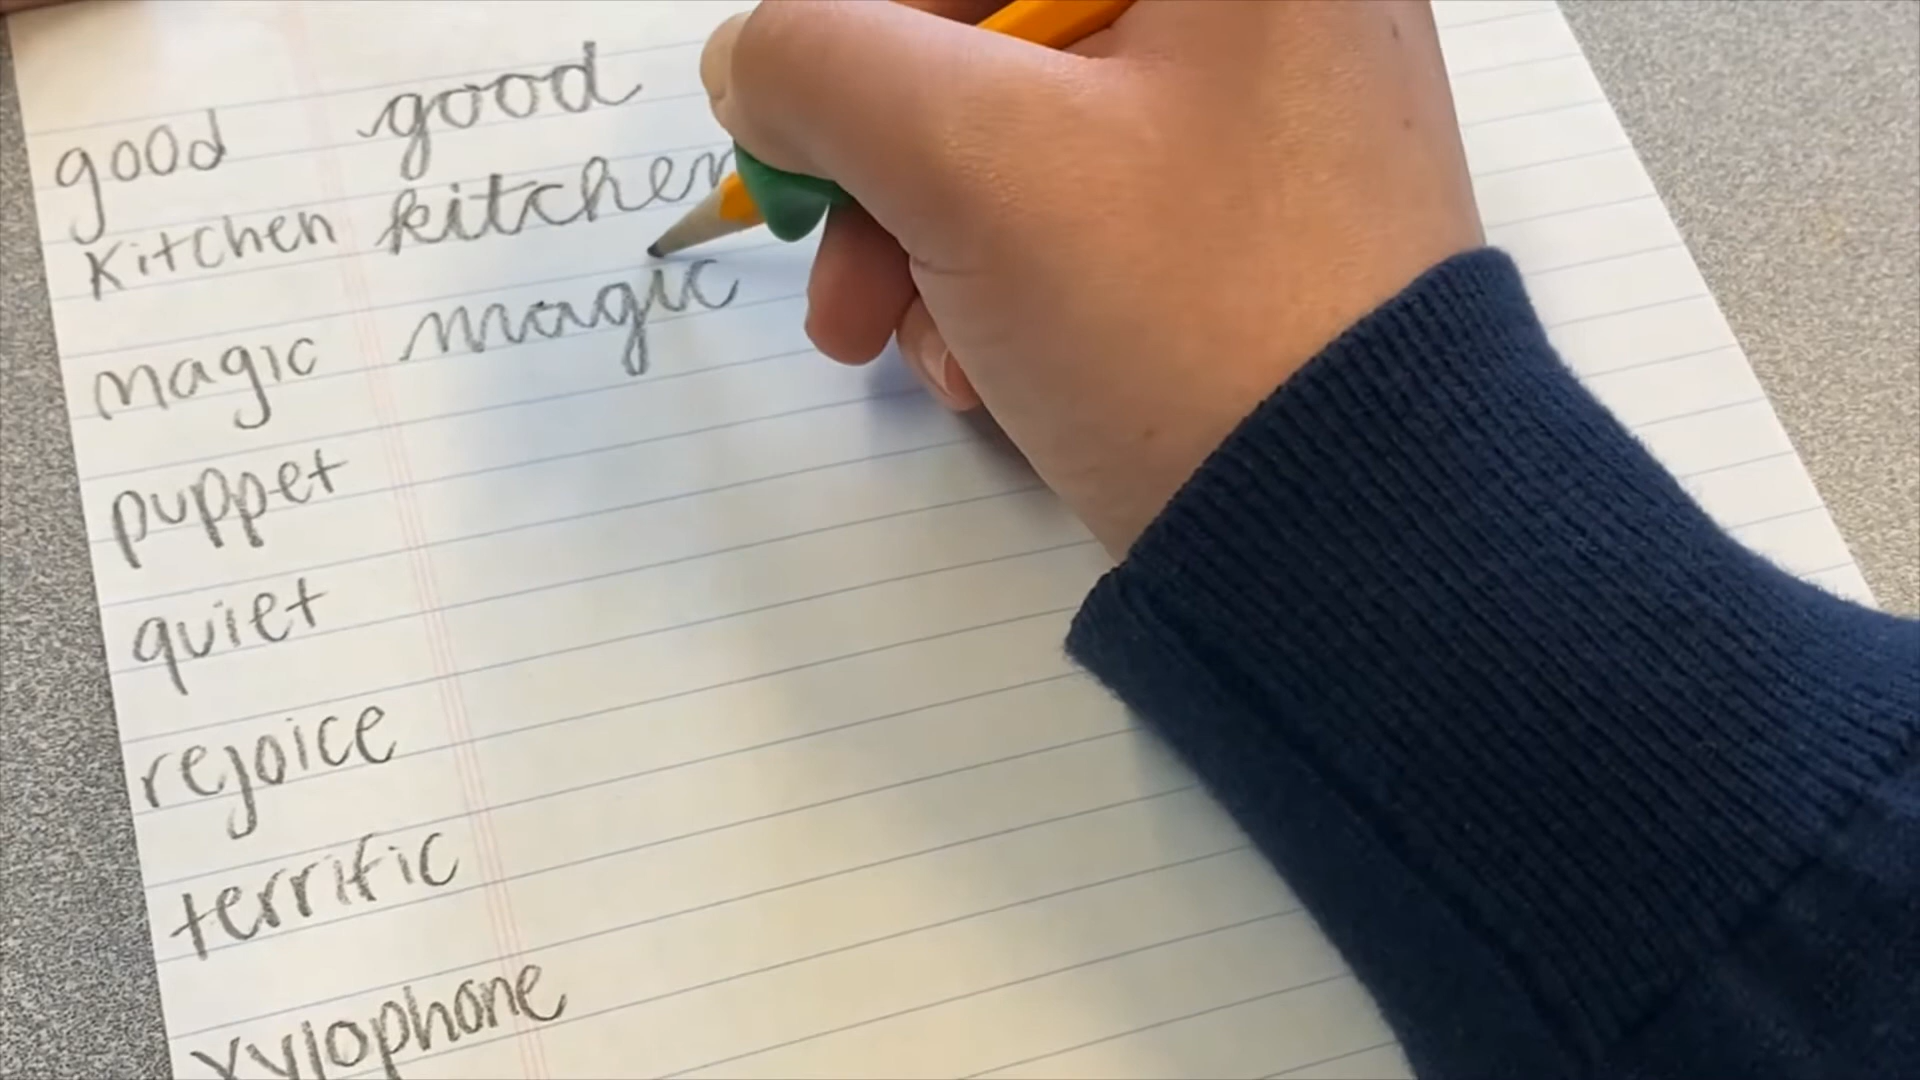 good good
Kitchen kitchen
magic magic
puppet
quiet
rejoice
terrific
xylophone